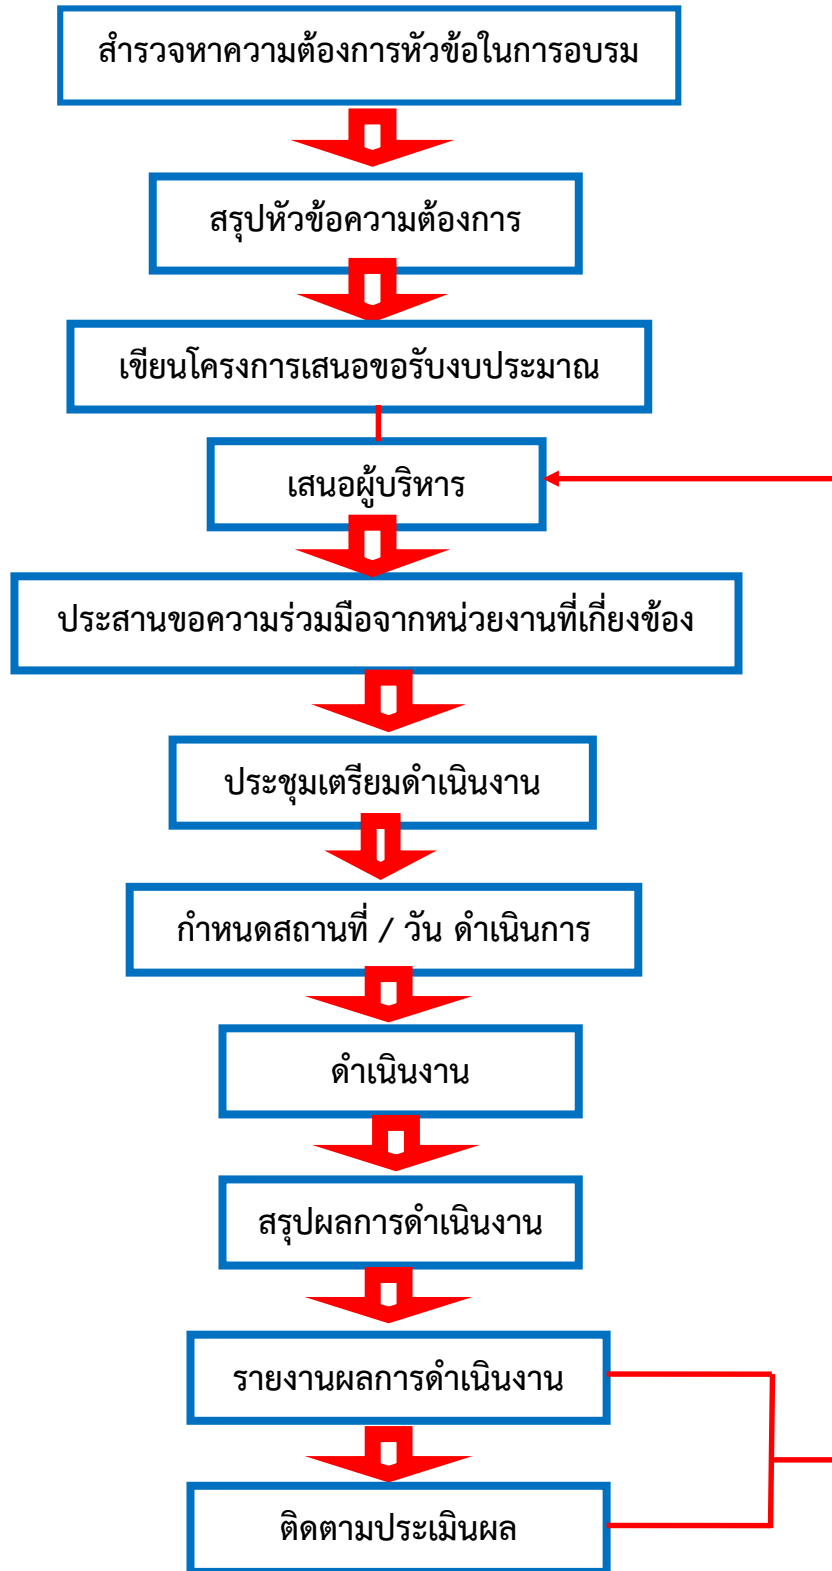 สำรวจหาความต้องการหัวข้อในการอบรม
สรุปหัวข้อความต้องการ
เขียนโครงการเสนอขอรับงบประมาณ
เสนอผู้บริหาร
ประสานขอความร่วมมือจากหน่วยงานที่เกี่ยงข้อง
ประชุมเตรียมดำเนินงาน
กำหนดสถานที่ / วัน ดำเนินการ
ดำเนินงาน
สรุปผลการดำเนินงาน
รายงานผลการดำเนินงาน
ติดตามประเมินผล